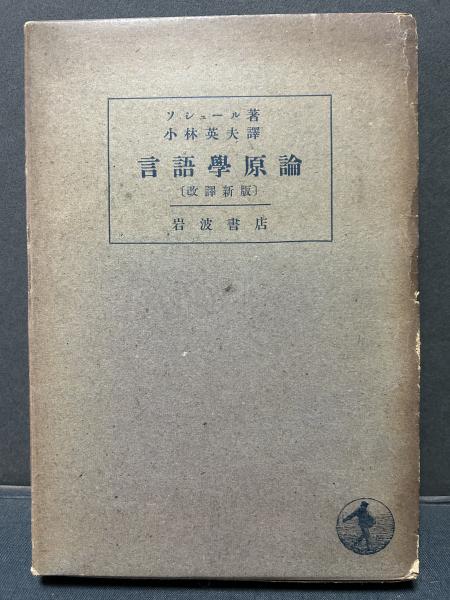 ソシュール著
小林英夫譯
言語學原論
〔改譯新版〕
岩波書店